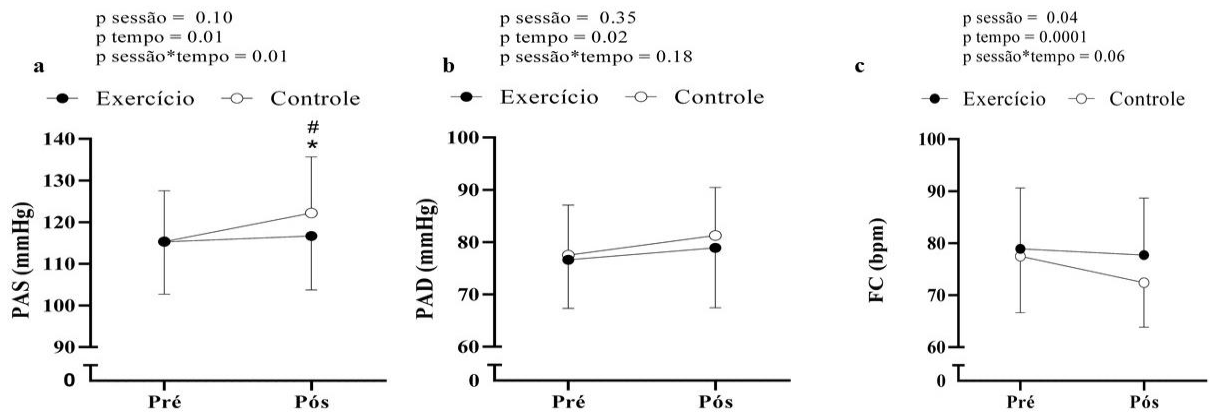 p sessão = 0.10
p tempo = 0.01
p sessão*tempo = 0.01
a
Exercício Controle
#
*
140
130
120
110
100
90
0
PAS (mmHg)
Pré Pós
p sessão = 0.35
p tempo = 0.02
p sessão*tempo = 0.18
b
Exercício Controle
100
90
80
70
60
0
PAD (mmHg)
Pré Pós
p sessão = 0.04
p tempo = 0.0001
p sessão*tempo = 0.06
c
Exercício Controle
100
90
80
70
60
0
FC (bpm)
Pré Pós